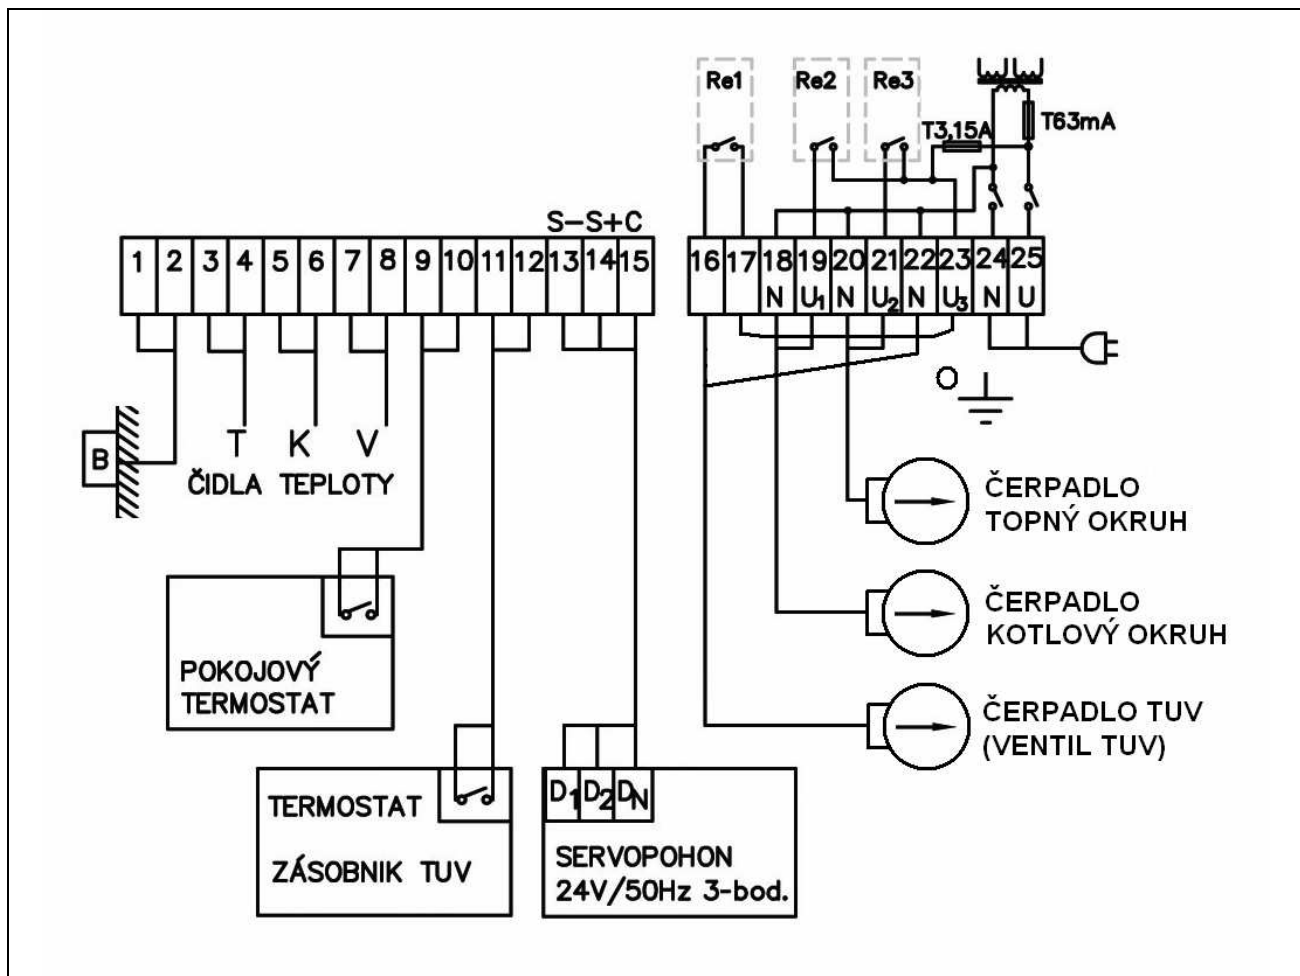 Re1 Re2 Re3
T3,15A T63mA
S-S+C
1 2 3 4 5 6 7 8 9 10 11 12 13 14 15
16 17 18 19 20 21 22 23 24 25
N U1 N U2 N U3 N U
O
T K V
B
ČIDLA TEPLOTY
ČERPADLO
TOPNÝ OKRUH
ČERPADLO
KOTLOVÝ OKRUH
POKOJOVÝ
TERMOSTAT
ČERPADLO TUV
(VENTIL TUV)
TERMOSTAT
ZÁSOBNIK TUV
D1 D2 DN
SERVOPOHON
24V/50Hz 3-bod.